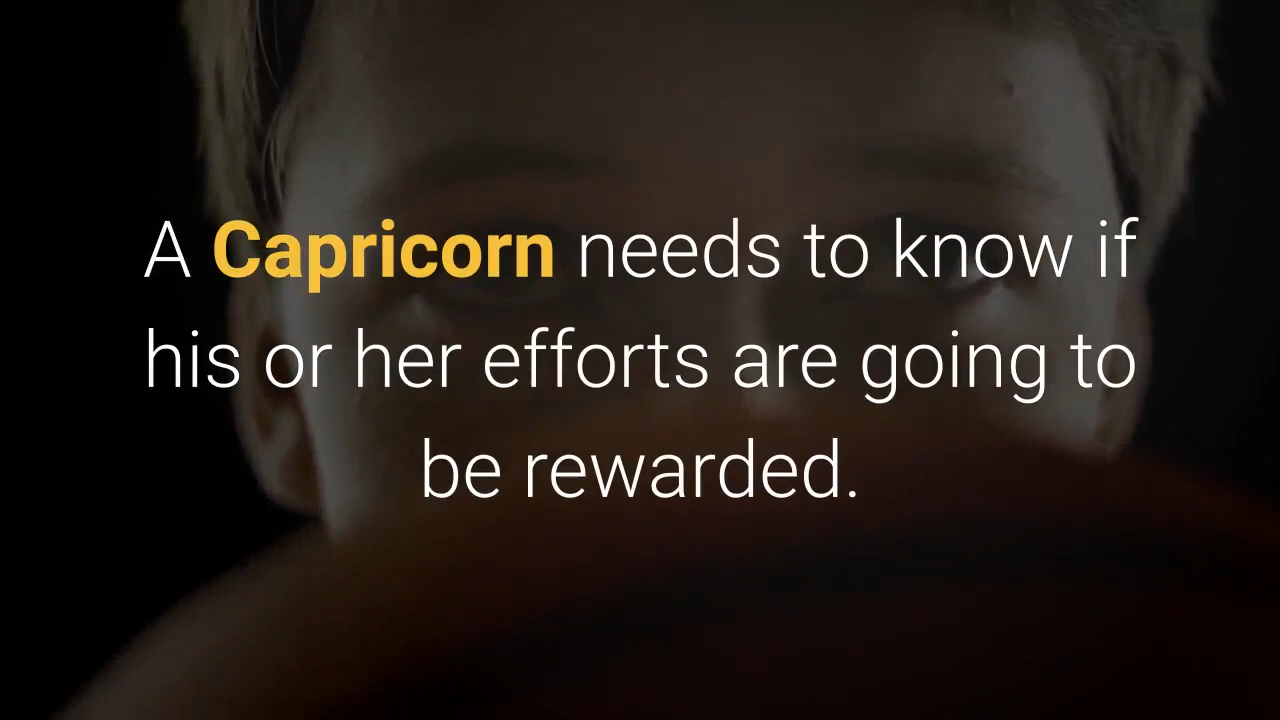 A Capricorn needs to know if
his or her efforts are going to
be rewarded.